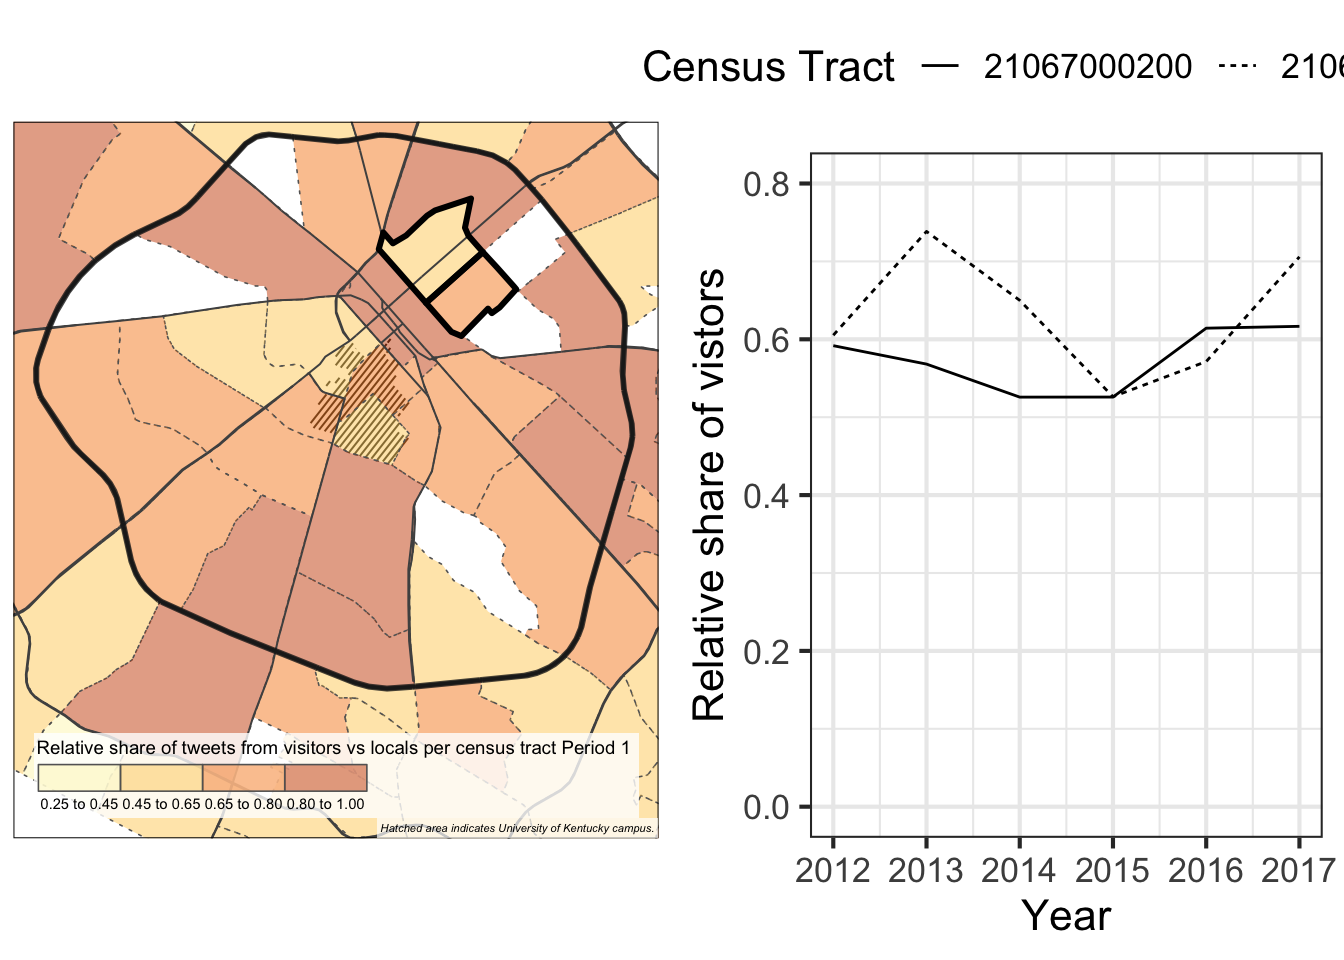 Census Tract 21067000200
Relative share of tweets from visitors vs locals per census tract Period 1
0.25 to 0.45 0.45 to 0.65 0.65 to 0.80 0.80 to 1.00
Hatched area indicates University of Kentucky campus.
Relative share of vistors
0.8
0.6
0.4
0.2
0.0
2012 2013 2014 2015 2016 2017
Year